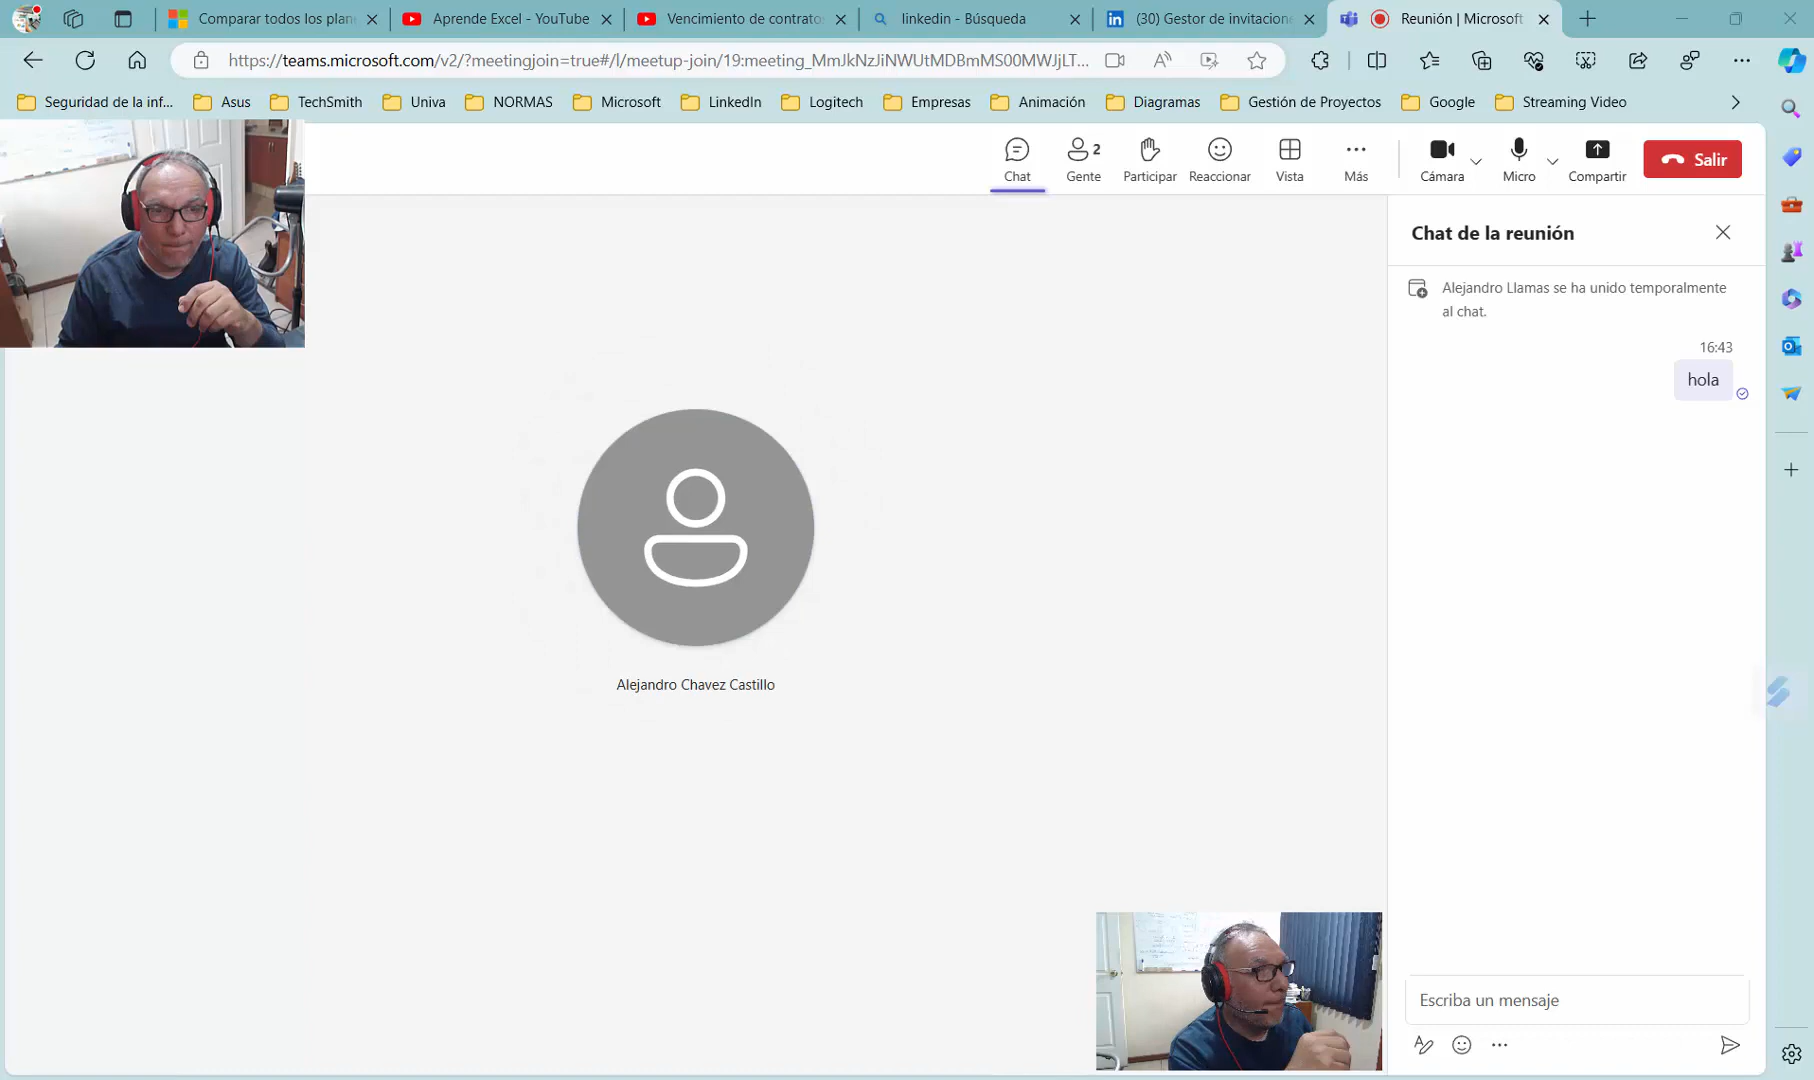 Comparar todos los plan
Aprende Excel - YouTube
Vencimiento de contrato
linkedin - Búsqueda
(30) Gestor de invitacione
Reunión | Microsoft
https://teams.microsoft.com/v2/?meetingjoin=true#/l/meetup-join/19:meeting_MmJkNzJiNWUtMDBmMS00MWJjLT...
Seguridad de la inf...
Asus
TechSmith
Univa
NORMAS
Microsoft
LinkedIn
Logitech
Empresas
Animación
Diagramas
Gestión de Proyectos
Google
Streaming Video
Chat
Gente
2
Participar
Reaccionar
Vista
Más
Cámara
Micro
Compartir
Salir
Chat de la reunión
Alejandro Llamas se ha unido temporalmente
al chat.
16:43
hola
Alejandro Chavez Castillo
Escriba un mensaje